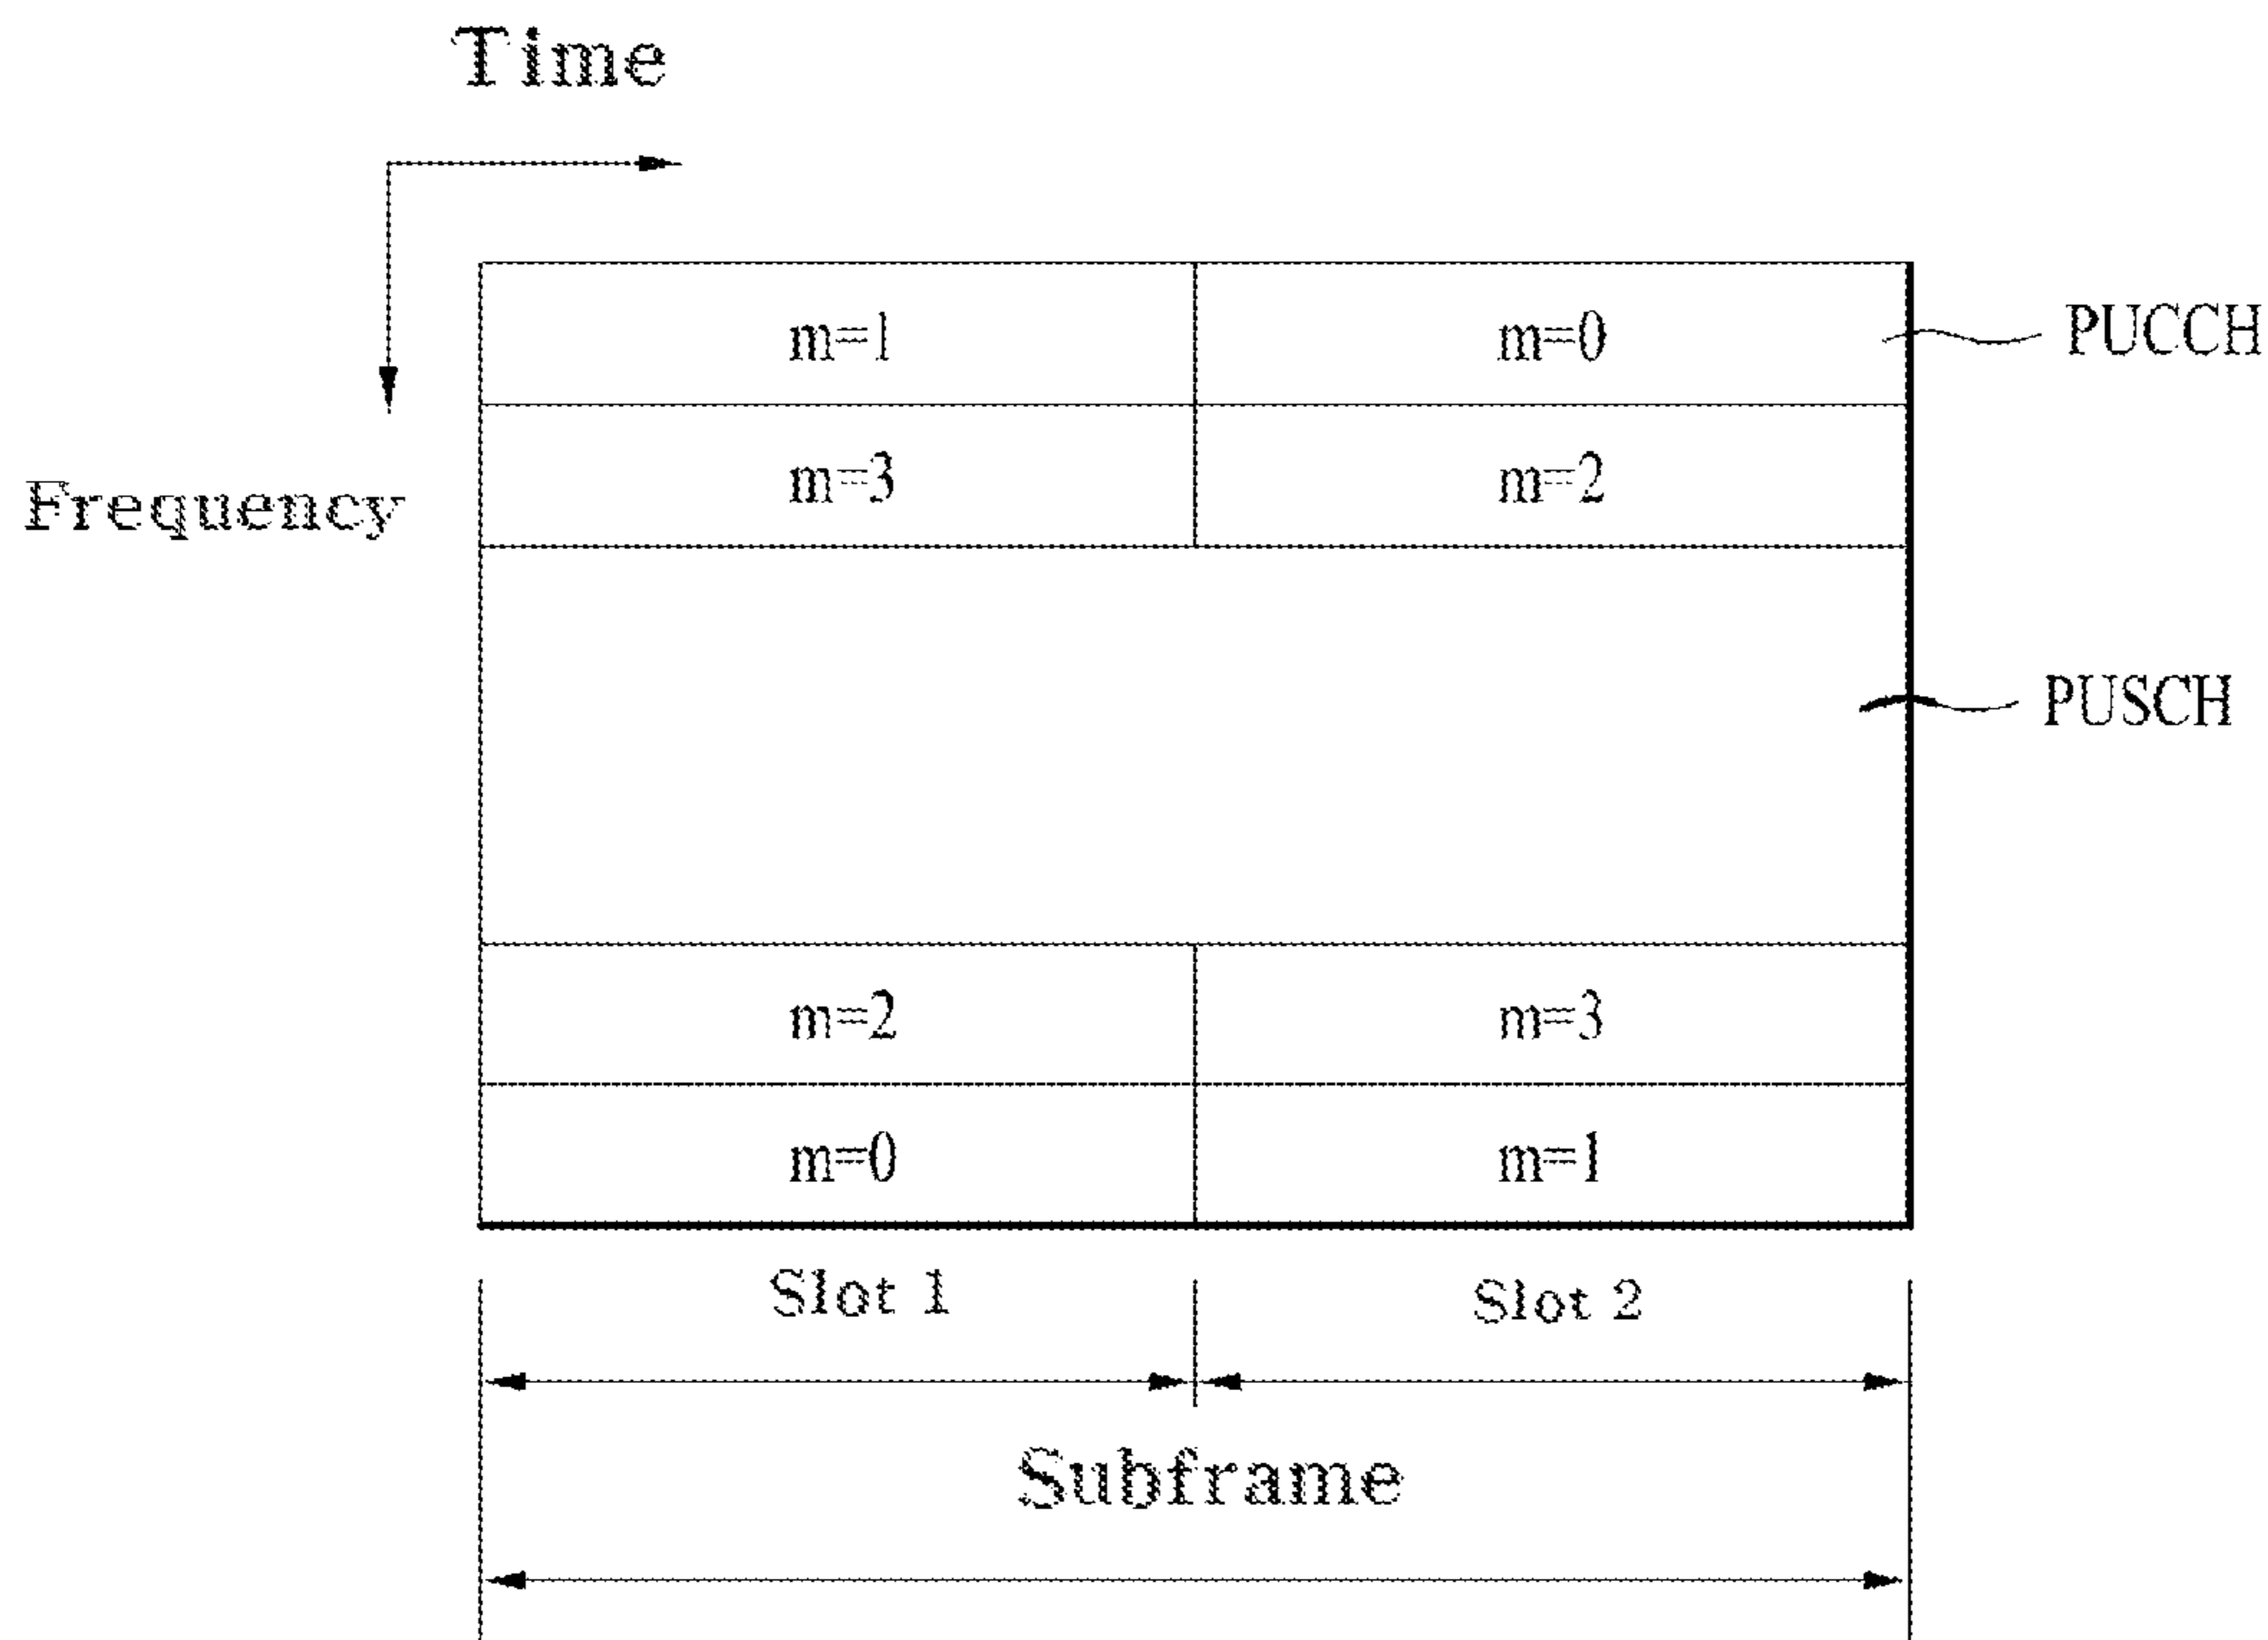 Time
m=1 m=0 PUCCH
m=3 m=2
Frequency
PUSCH
m=2 m=3
m=0 m=1
Slot 1 Slot 2
Subframe